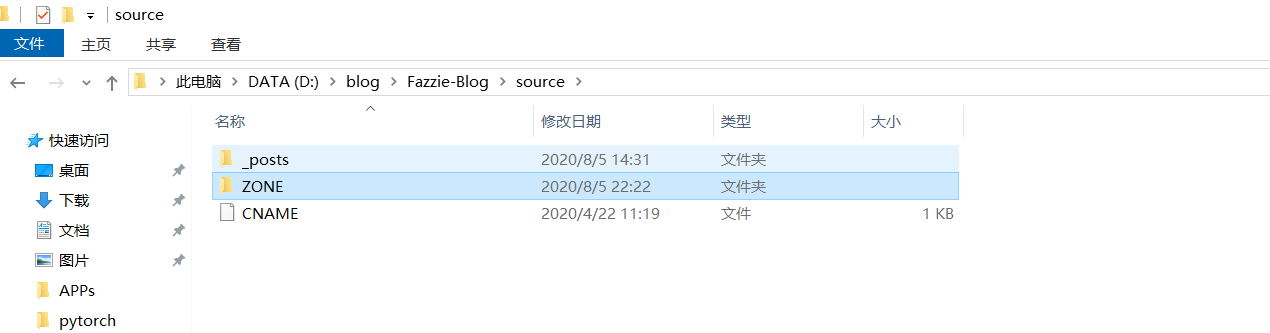 source
文件 主页 共享 查看
此电脑 DATA (D:) blog Fazzie-Blog source
名称 修改日期 类型 大小
快速访问
桌面
下载
文档
图片
APPs
pytorch
_posts 2020/8/5 14:31 文件夹
ZONE 2020/8/5 22:22 文件夹
CNAME 2020/4/22 11:19 文件 1 KB